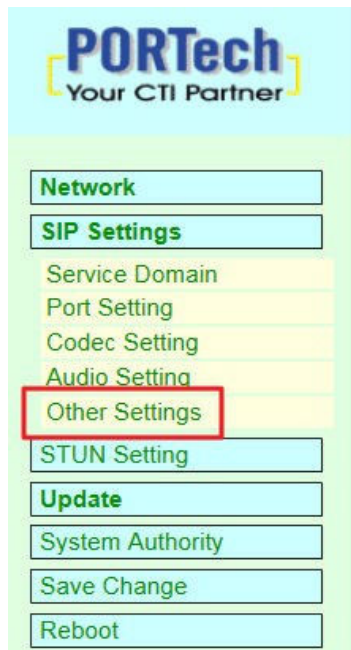 PORTech
Your CTI Partner
Network
SIP Settings
Service Domain
Port Setting
Codec Setting
Audio Setting
Other Settings
STUN Setting
Update
System Authority
Save Change
Reboot